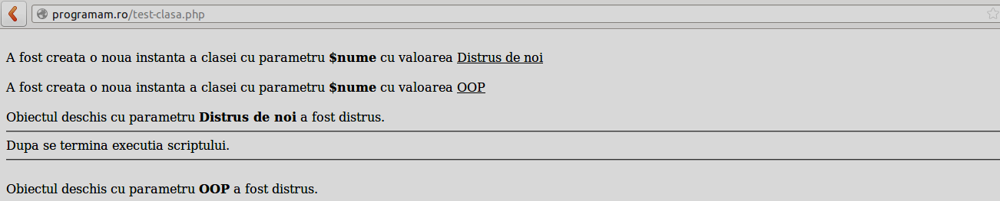 programam.ro/test-clasa.php
A fost creata o noua instanta a clasei cu parametru $nume cu valoarea Distrus de noi
A fost creata o noua instanta a clasei cu parametru $nume cu valoarea OOP
Obiectul deschis cu parametru Distrus de noi a fost distrus.
Dupa se termina executia scriptului.
Obiectul deschis cu parametru OOP a fost distrus.